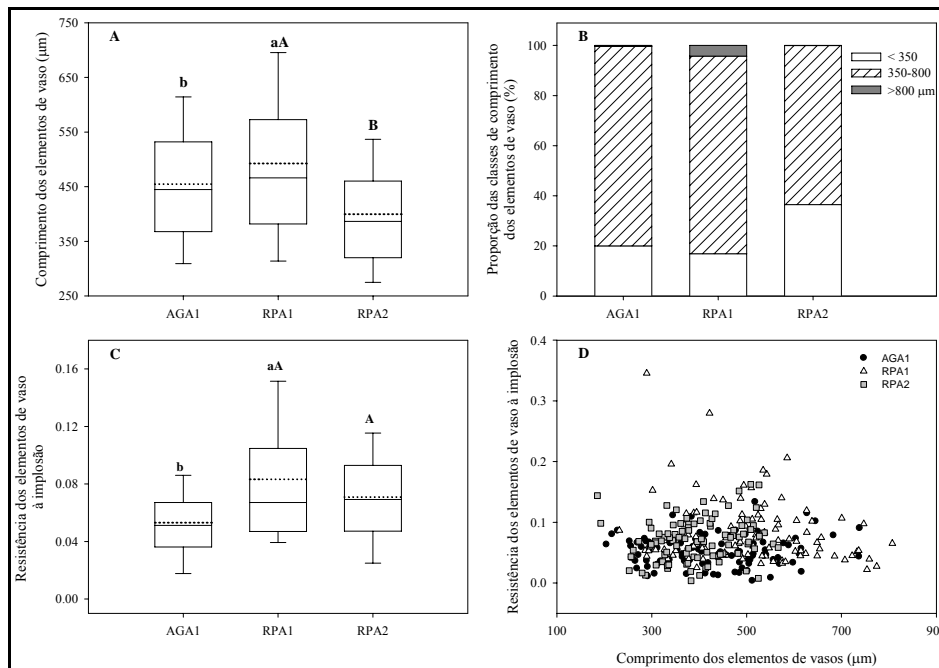 A
Comprimento dos elementos de vaso (µm)
750
650
550
450
350
250
b
aA
B
AGA1
RPA1
RPA2
B
Proporção das classes de comprimento
dos elementos de vaso (%)
100
80
60
40
20
0
< 350
350-800
>800 µm
AGA1
RPA1
RPA2
C
Resistência dos elementos de vaso
à implosão
0.16
0.12
0.08
0.04
0.00
b
aA
A
AGA1
RPA1
RPA2
D
Resistência dos elementos de vaso à implosão
0.4
0.3
0.2
0.1
0.0
AGA1
RPA1
RPA2
100
300
500
700
90
Comprimento dos elementos de vasos (µm)